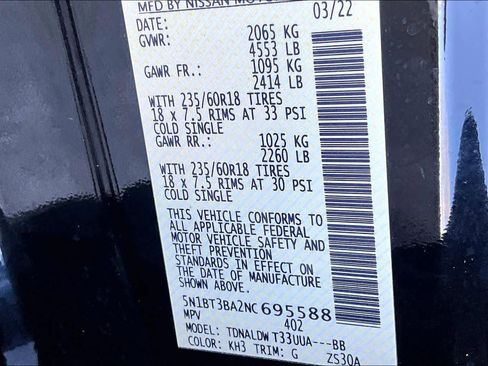 MFD BY NISSAN MOTOR
DATE: 03/22
GVWR: 2065 KG
4553 LB
GAWR FR.: 1095 KG
2414 LB
WITH 235/60R18 TIRES
18 x 7.5 RIMS AT 33 PSI
COLD SINGLE
GAWR RR.: 1025 KG
2260 LB
WITH 235/60R18 TIRES
18 x 7.5 RIMS AT 30 PSI
COLD SINGLE
THIS VEHICLE CONFORMS TO
ALL APPLICABLE FEDERAL
MOTOR VEHICLE SAFETY AND
THEFT PREVENTION
STANDARDS IN EFFECT ON
THE DATE OF MANUFACTURE
SHOWN ABOVE.
5N1BT3BA2NC695588
MPV 402
MODEL: TDNALDW T33UUA---BB
COLOR: KH3 TRIM: G ZS30A